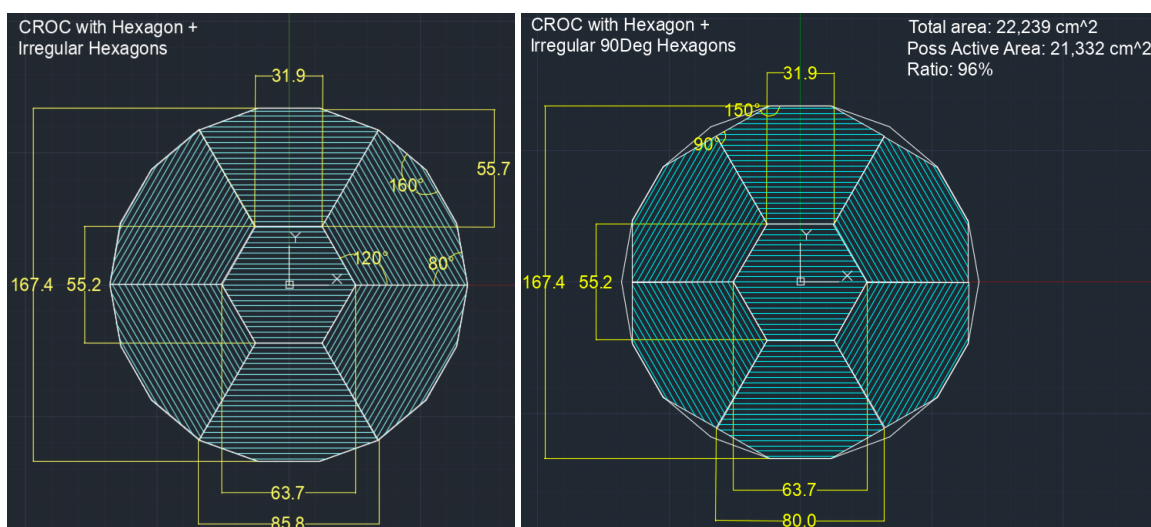 CROC with Hexagon +
Irregular Hexagons
31.9
55.7
160°
Y
120°
80°
X
167.4
55.2
63.7
85.8
CROC with Hexagon +
Irregular 90Deg Hexagons
Total area: 22,239 cm^2
Poss Active Area: 21,332 cm^2
Ratio: 96%
31.9
150°
90°
Y
X
167.4
55.2
63.7
80.0